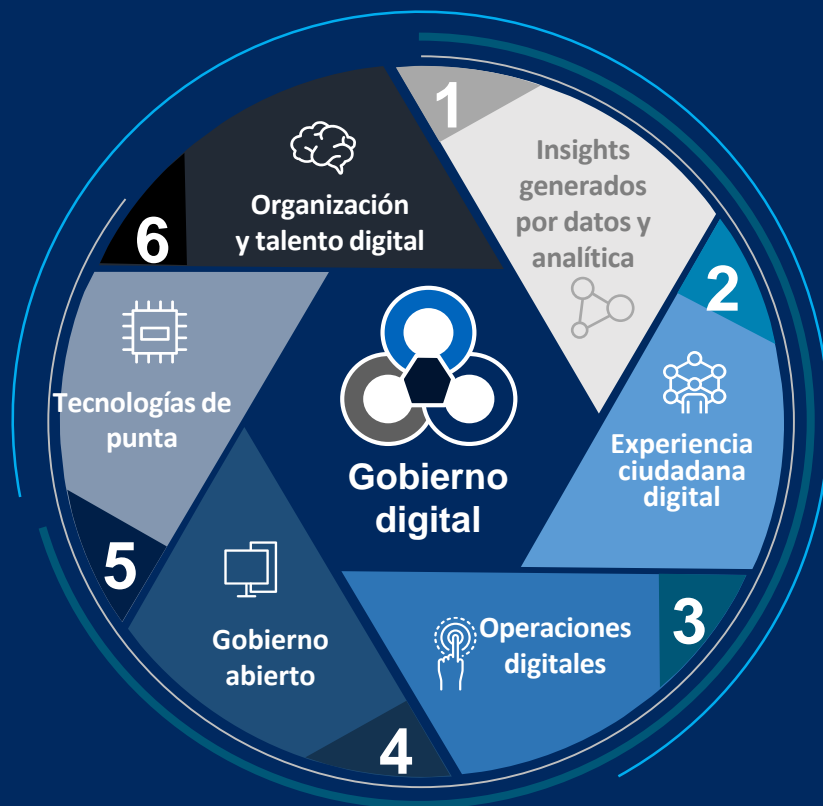 1
Insights
generados
por datos y
analítica
2
Experiencia
ciudadana
digital
3
Operaciones
digitales
4
Gobierno
abierto
5
Tecnologías de
punta
6
Organización
y talento digital
Gobierno
digital